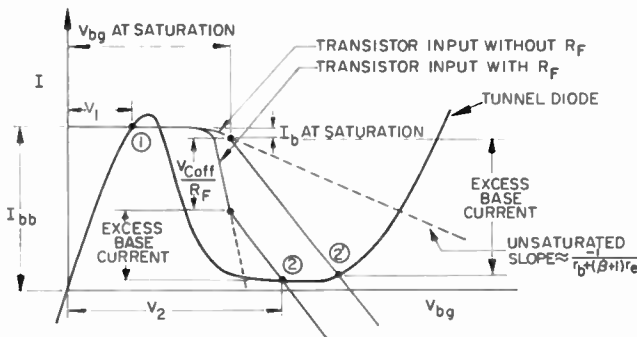 V_bg AT SATURATION
I
TRANSISTOR INPUT WITHOUT R_F
TRANSISTOR INPUT WITH R_F
TUNNEL DIODE
V_1
①
I_b AT SATURATION
V_Coff
R_F
I_bb
EXCESS
BASE
CURRENT
EXCESS
BASE
CURRENT
②
②'
UNSATURATED
SLOPE≈ -1
r_b+(β+1)r_e
V_2
V_bg